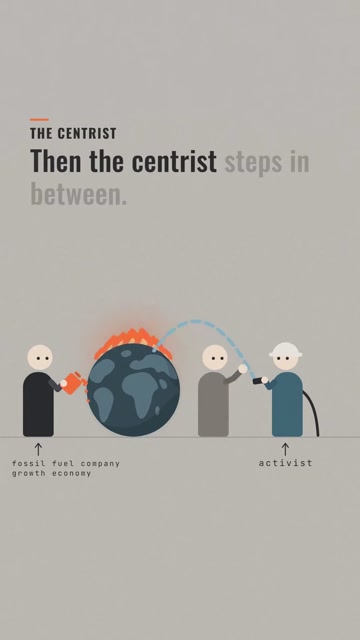 THE CENTRIST
Then the centrist steps in
between.
fossil fuel company
growth economy
activist